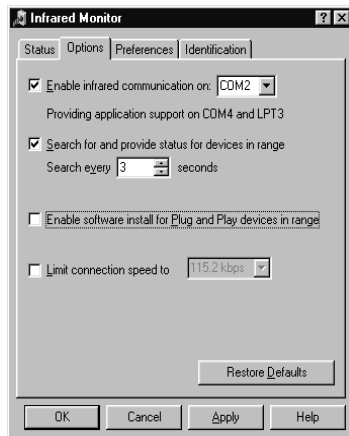 Infrared Monitor
Status Options Preferences Identification
Enable infrared communication on: COM2
Providing application support on COM4 and LPT3
Search for and provide status for devices in range
Search every 3 seconds
Enable software install for Plug and Play devices in range
Limit connection speed to 115.2 kbps
Restore Defaults
OK Cancel Apply Help